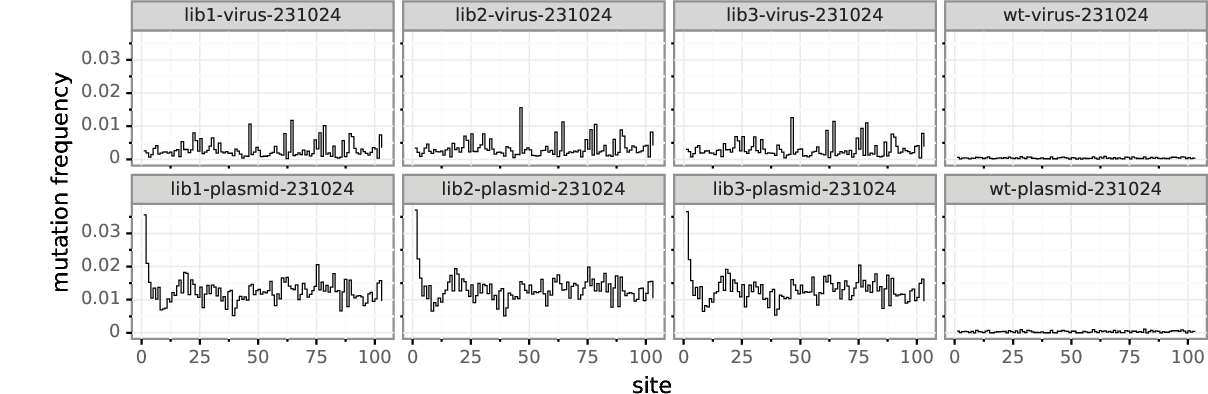 lib1-virus-231024 lib2-virus-231024 lib3-virus-231024 wt-virus-231024
0.03
0.02
0.01
0
mutation frequency
lib1-plasmid-231024 lib2-plasmid-231024 lib3-plasmid-231024 wt-plasmid-231024
0.03
0.02
0.01
0
0 25 50 75 100 0 25 50 75 100 0 25 50 75 100 0 25 50 75 100
site